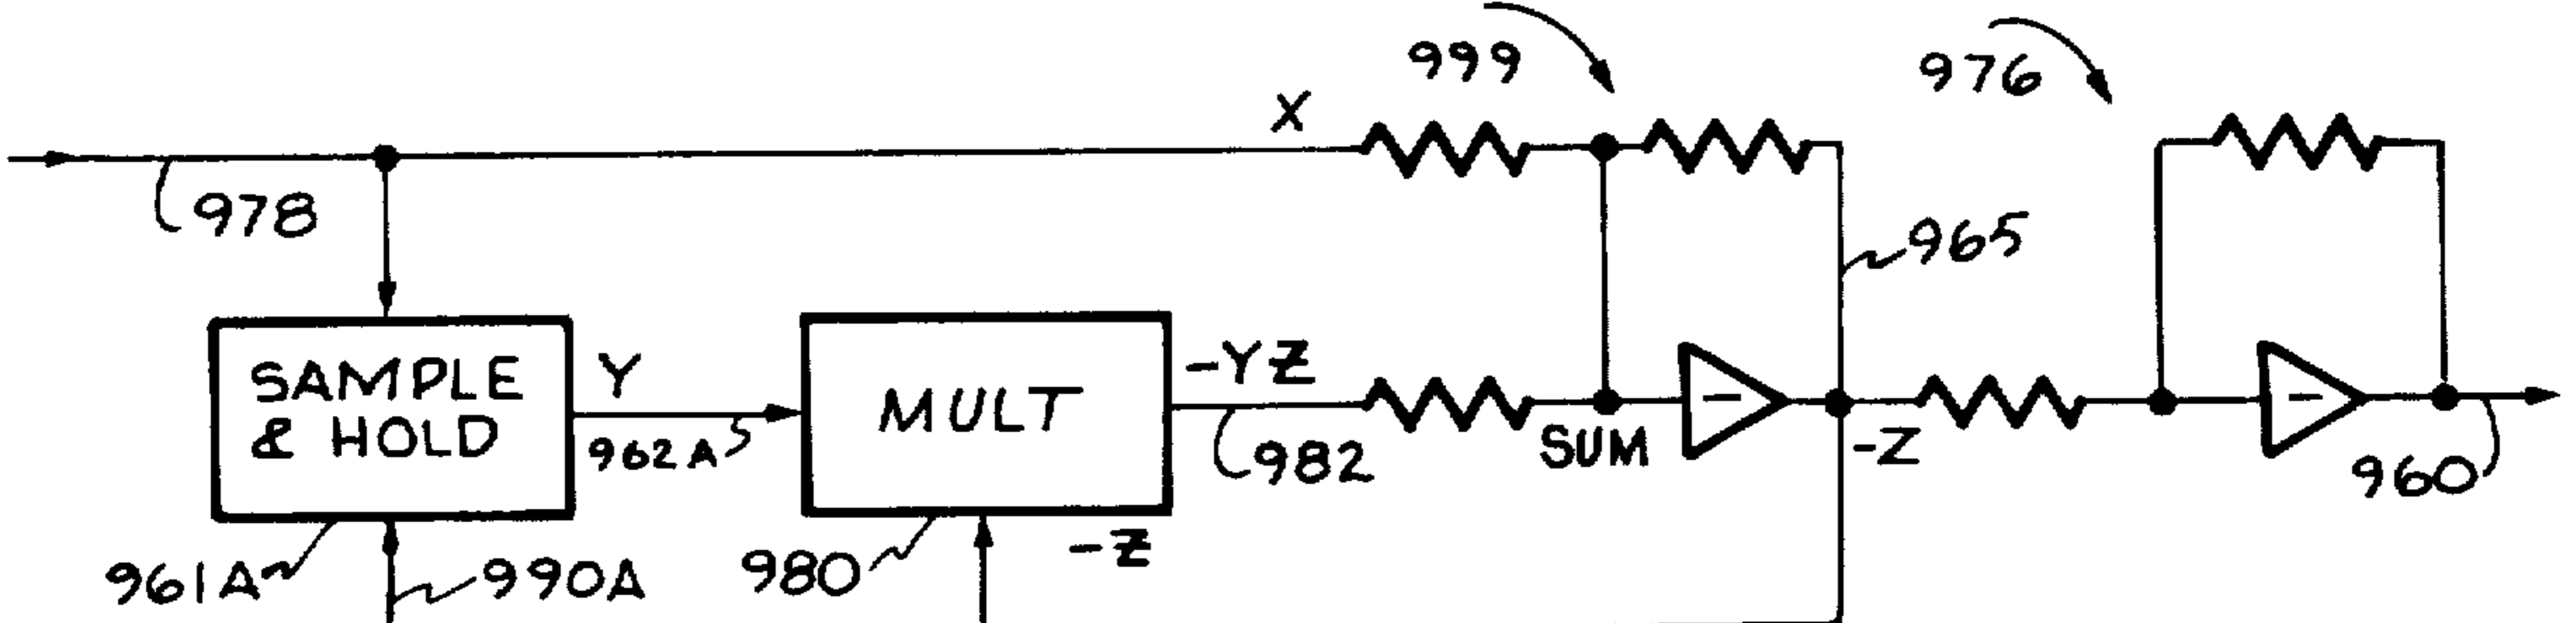 999
976
X
978
965
SAMPLE
& HOLD
Y
962A
MULT
-YZ
982
SUM
-Z
960
961A
990A
980
-Z